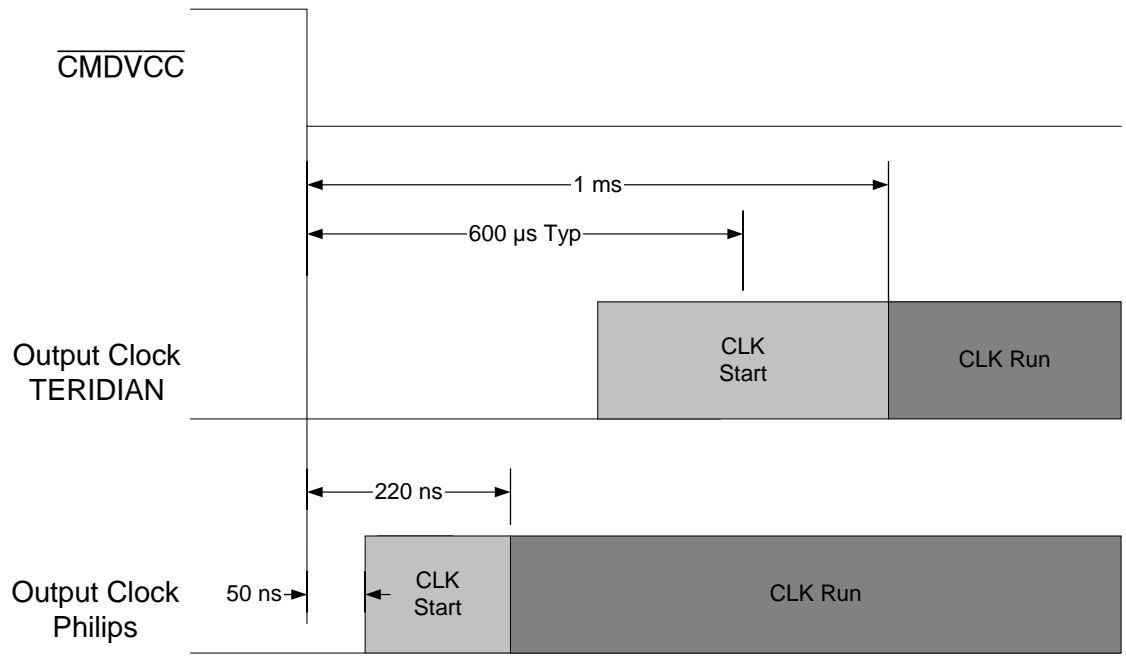 CMDVCC
1 ms
600 µs Typ
Output Clock
TERIDIAN
CLK
Start
CLK Run
220 ns
Output Clock
Philips
50 ns
CLK
Start
CLK Run